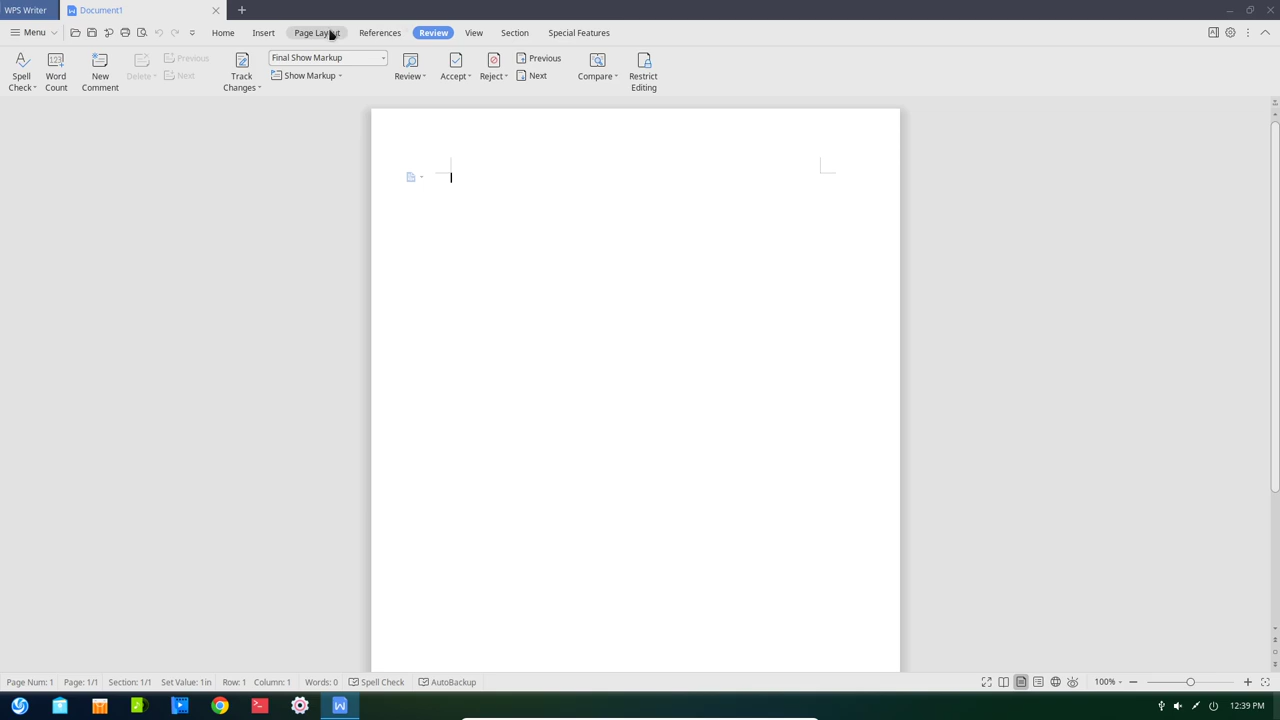 WPS Writer Document1
Menu Home Insert Page Layout References Review View Section Special Features
Spell Check Word Count New Comment Delete Previous Next Track Changes Final Show Markup Show Markup Review Accept Reject Previous Next Compare Restrict Editing
Page Num: 1 Page: 1/1 Section: 1/1 Set Value: 1in Row: 1 Column: 1 Words: 0 Spell Check AutoBackup 100%
12:39 PM